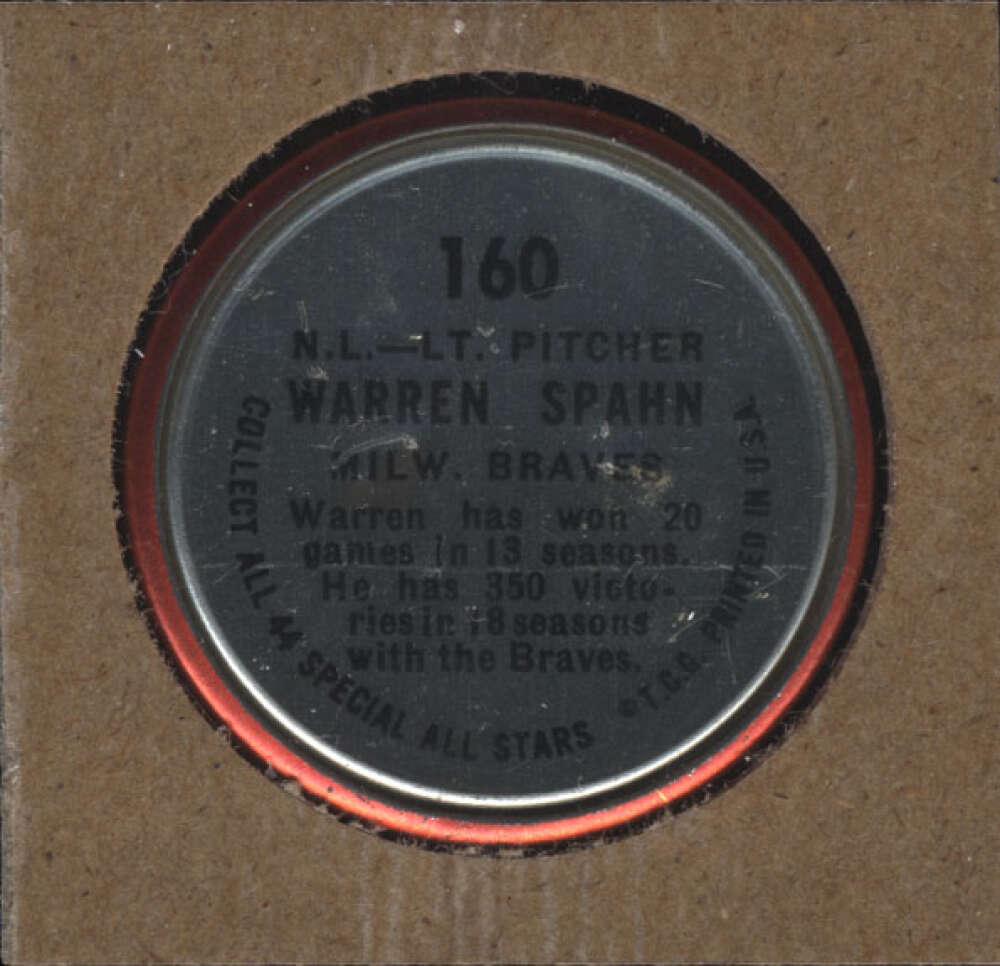 160
N.L.—LT. PITCHER
WARREN SPAHN
MILW. BRAVES
Warren has won 20
games in 13 seasons.
He has 350 victo-
ries in 18 seasons
with the Braves.
COLLECT ALL 44 SPECIAL ALL STARS
©T.C.G. PRINTED IN USA